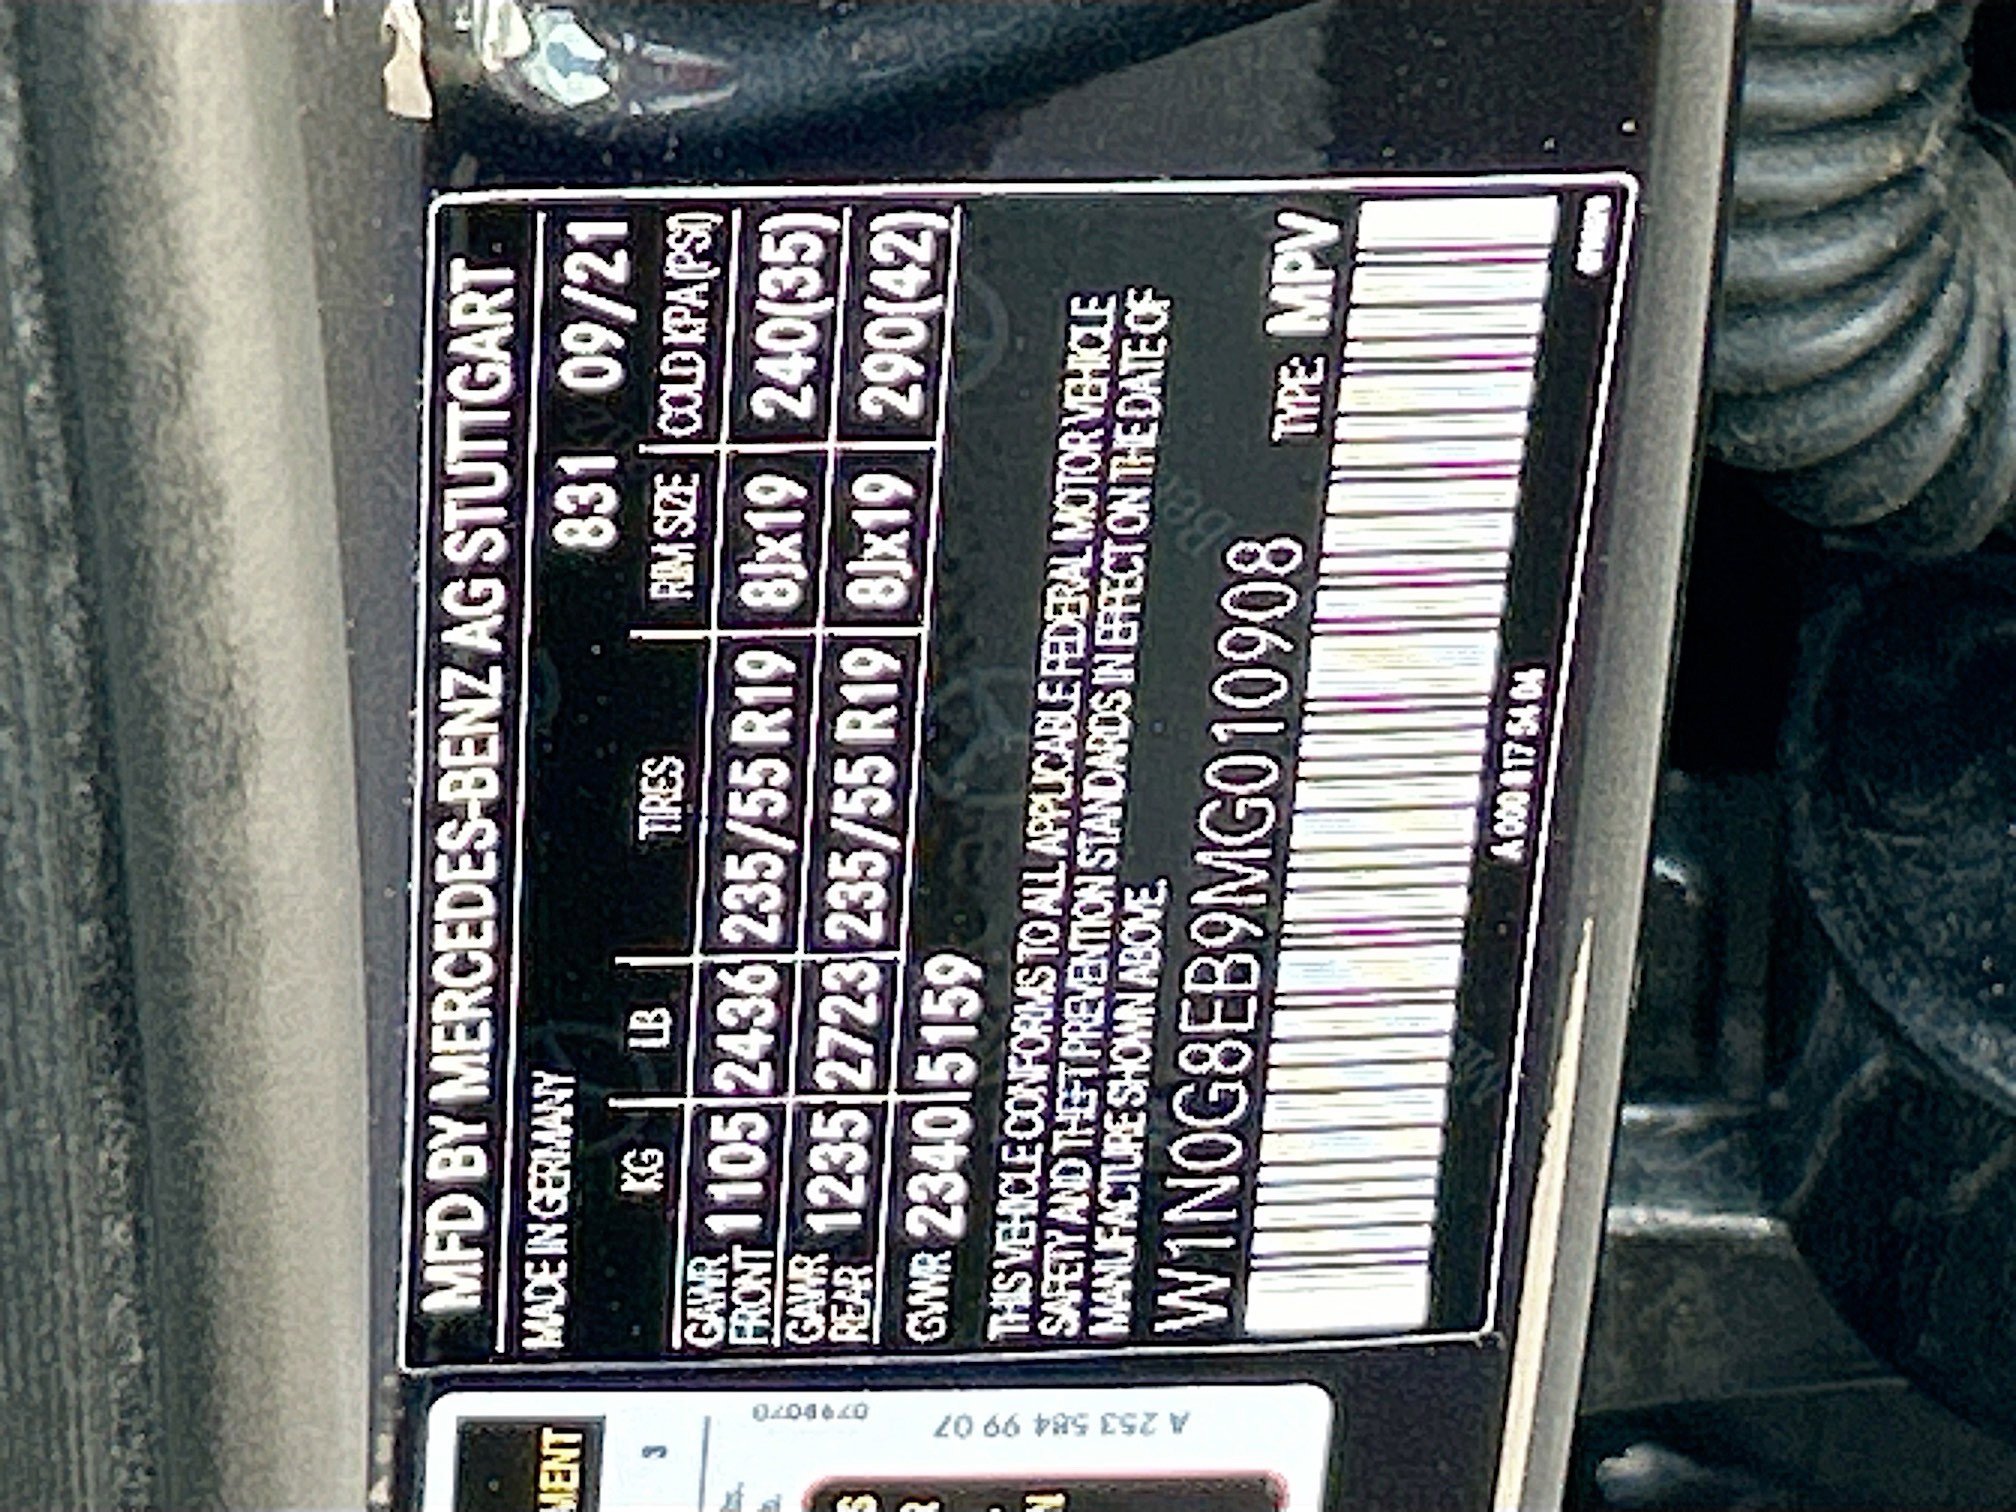 MFD BY MERCEDES-BENZ AG STUTTGART
MADE IN GERMANY 831 09/21
KG LB TIRES RIM SIZE COLD KPA (PSI)
GAWR FRONT 1105 2436 235/55 R19 8Jx19 240(35)
GAWR REAR 1235 2723 235/55 R19 8Jx19 290(42)
GVWR 2340 5159
THIS VEHICLE CONFORMS TO ALL APPLICABLE FEDERAL MOTOR VEHICLE
SAFETY AND THEFT PREVENTION STANDARDS IN EFFECT ON THE DATE OF
MANUFACTURE SHOWN ABOVE.
W1N0G8EB9MG010908 TYPE: MPV
A 000 817 54 04
A 253 584 99 07
MENT
3